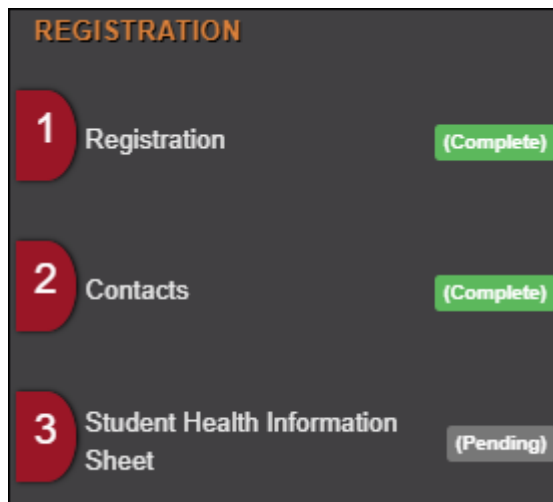 REGISTRATION
1 Registration (Complete)
2 Contacts (Complete)
3 Student Health Information
Sheet (Pending)